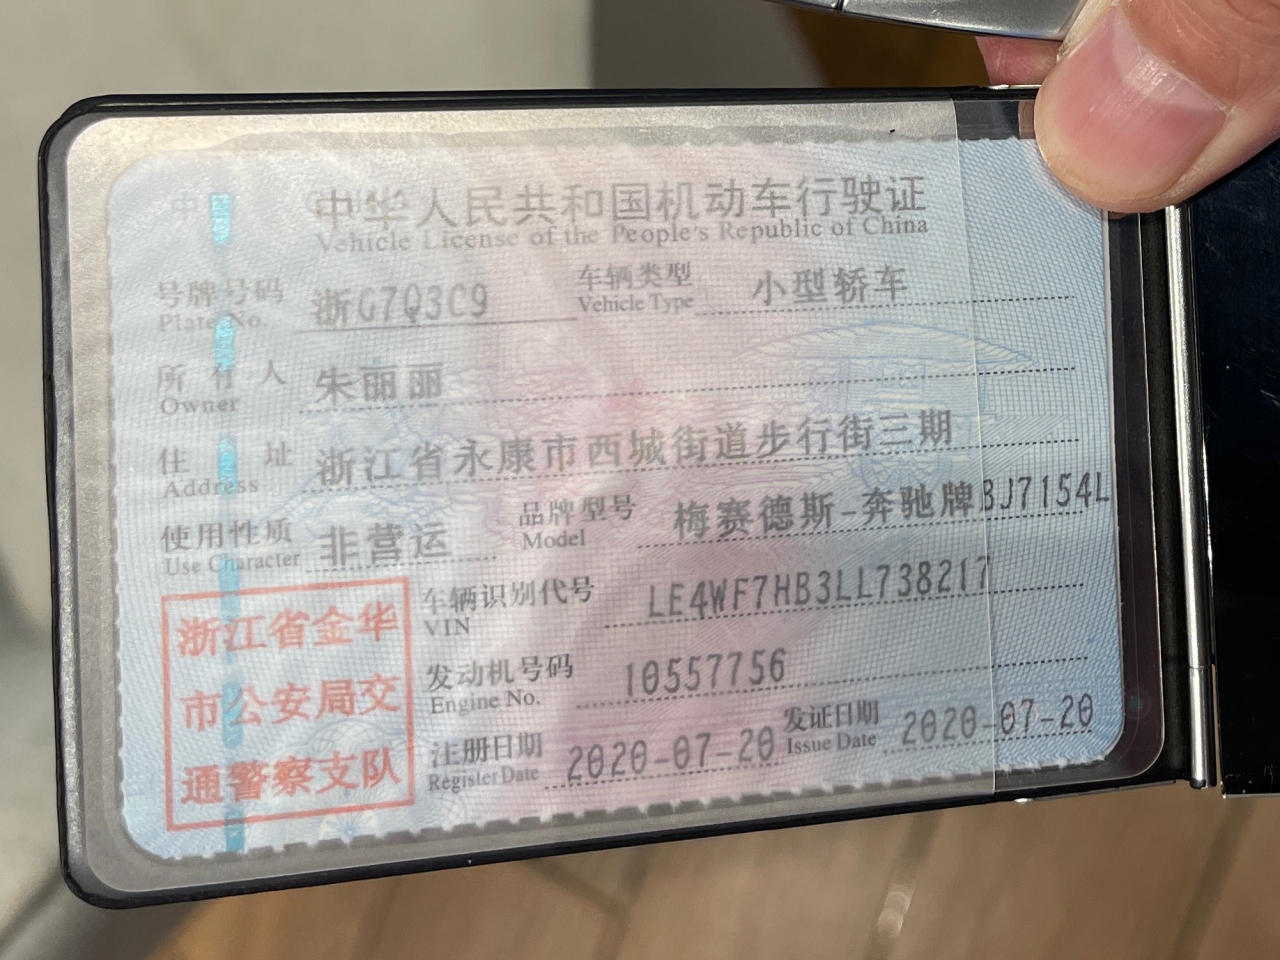 中华人民共和国机动车行驶证
Vehicle License of the People's Republic of China
号牌号码 浙G7Q3C9 车辆类型 小型轿车
Plate No. Vehicle Type
所有人 朱丽丽
Owner
住址 浙江省永康市西城街道步行街三期
Address
使用性质 非营运 品牌型号 梅赛德斯-奔驰牌BJ7154L
Use Character Model
浙江省金华
市公安局交
通警察支队
车辆识别代号 LE4WF7HB3LL738217
VIN
发动机号码 10557756
Engine No.
注册日期 2020-07-20 发证日期 2020-07-20
Register Date Issue Date